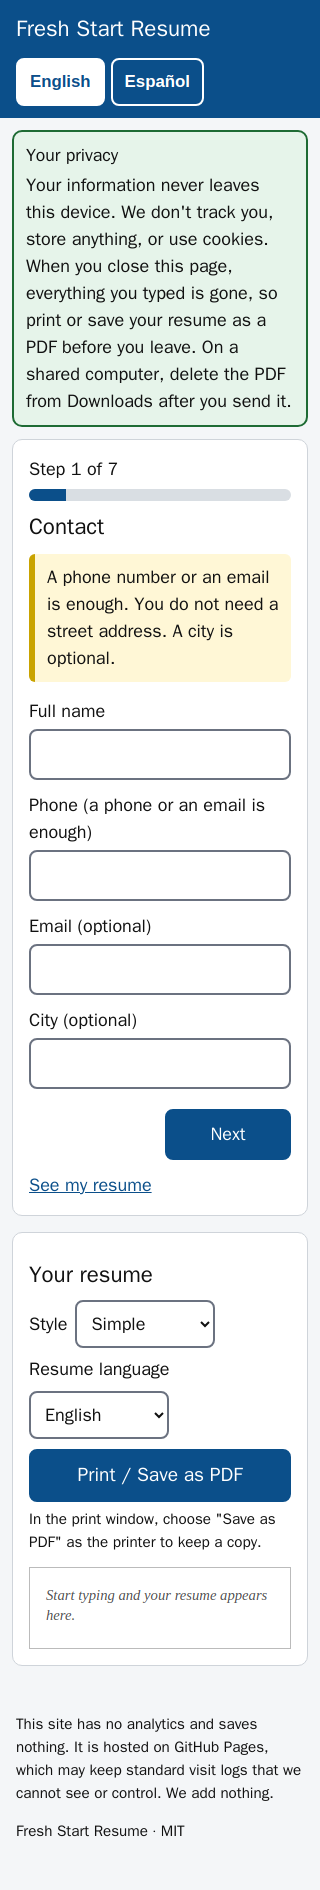 Fresh Start Resume
English
Español
Your privacy
Your information never leaves
this device. We don't track you,
store anything, or use cookies.
When you close this page,
everything you typed is gone, so
print or save your resume as a
PDF before you leave. On a
shared computer, delete the PDF
from Downloads after you send it.
Step 1 of 7
Contact
A phone number or an email
is enough. You do not need a
street address. A city is
optional.
Full name
Phone (a phone or an email is
enough)
Email (optional)
City (optional)
Next
See my resume
Your resume
Style
Simple
Resume language
English
Print / Save as PDF
In the print window, choose "Save as
PDF" as the printer to keep a copy.
Start typing and your resume appears
here.
This site has no analytics and saves
nothing. It is hosted on GitHub Pages,
which may keep standard visit logs that we
cannot see or control. We add nothing.
Fresh Start Resume · MIT